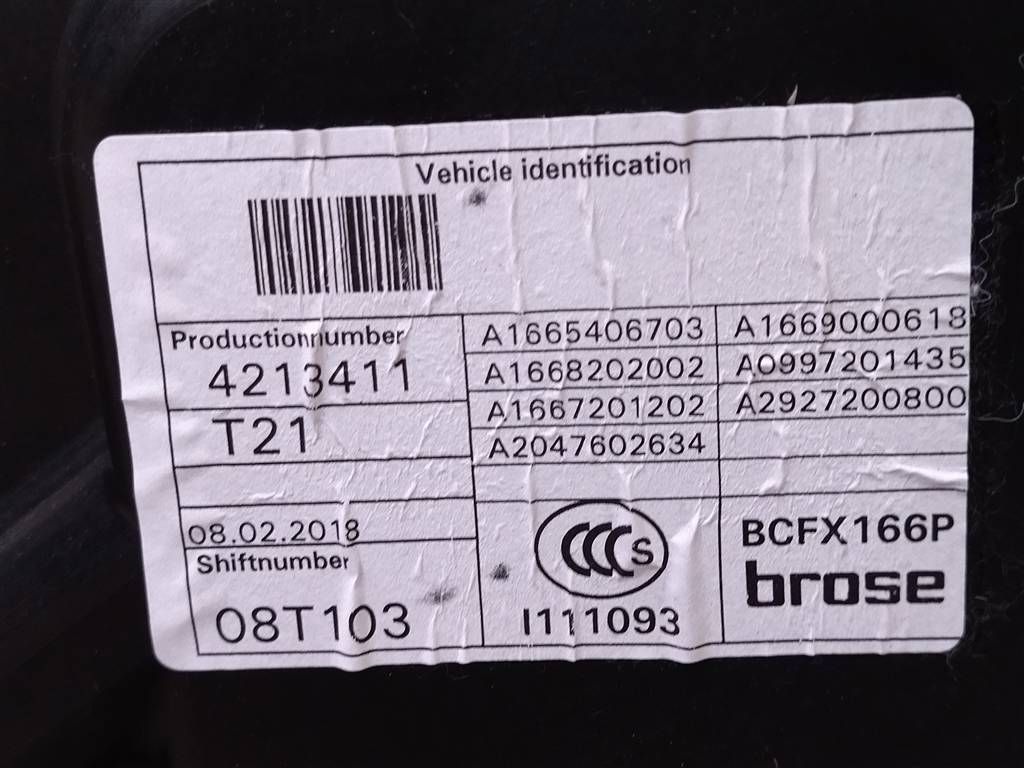 Vehicle identification
Productionnumber
4213411
T21
08.02.2018
Shiftnumber
08T103
A1665406703
A1668202002
A1667201202
A2047602634
A1669000618
A0997201435
A2927200800
CCC S
I111093
BCFX166P
brose